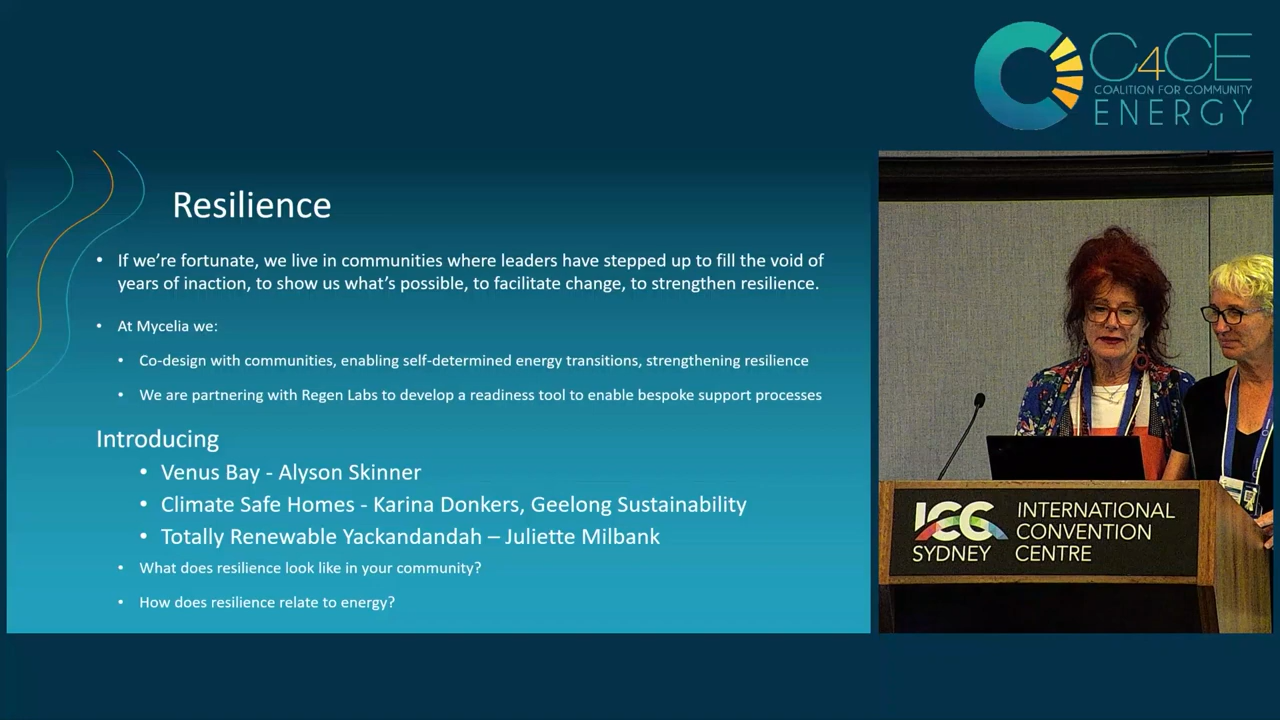 C4CE
COALITION FOR COMMUNITY
ENERGY
Resilience
• If we're fortunate, we live in communities where leaders have stepped up to fill the void of
years of inaction, to show us what's possible, to facilitate change, to strengthen resilience.
• At Mycelia we:
• Co-design with communities, enabling self-determined energy transitions, strengthening resilience
• We are partnering with Regen Labs to develop a readiness tool to enable bespoke support processes
Introducing
• Venus Bay - Alyson Skinner
• Climate Safe Homes - Karina Donkers, Geelong Sustainability
• Totally Renewable Yackandandah – Juliette Milbank
• What does resilience look like in your community?
• How does resilience relate to energy?
ICC
SYDNEY
INTERNATIONAL
CONVENTION
CENTRE